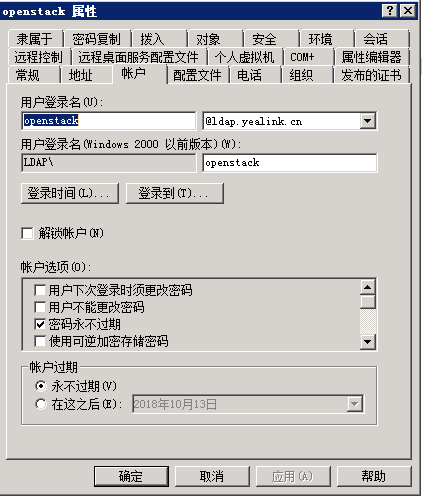 openstack 属性
隶属于 密码复制 拨入 对象 安全 环境 会话
远程控制 远程桌面服务配置文件 个人虚拟机 COM+ 属性编辑器
常规 地址 帐户 配置文件 电话 组织 发布的证书
用户登录名(U):
openstack @ldap.yealink.cn
用户登录名(Windows 2000 以前版本)(W):
LDAP\ openstack
登录时间(L)... 登录到(T)...
解锁帐户(N)
帐户选项(O):
用户下次登录时须更改密码
用户不能更改密码
密码永不过期
使用可逆加密存储密码
帐户过期
永不过期(V)
在这之后(E): 2018年10月13日
确定 取消 应用(A) 帮助